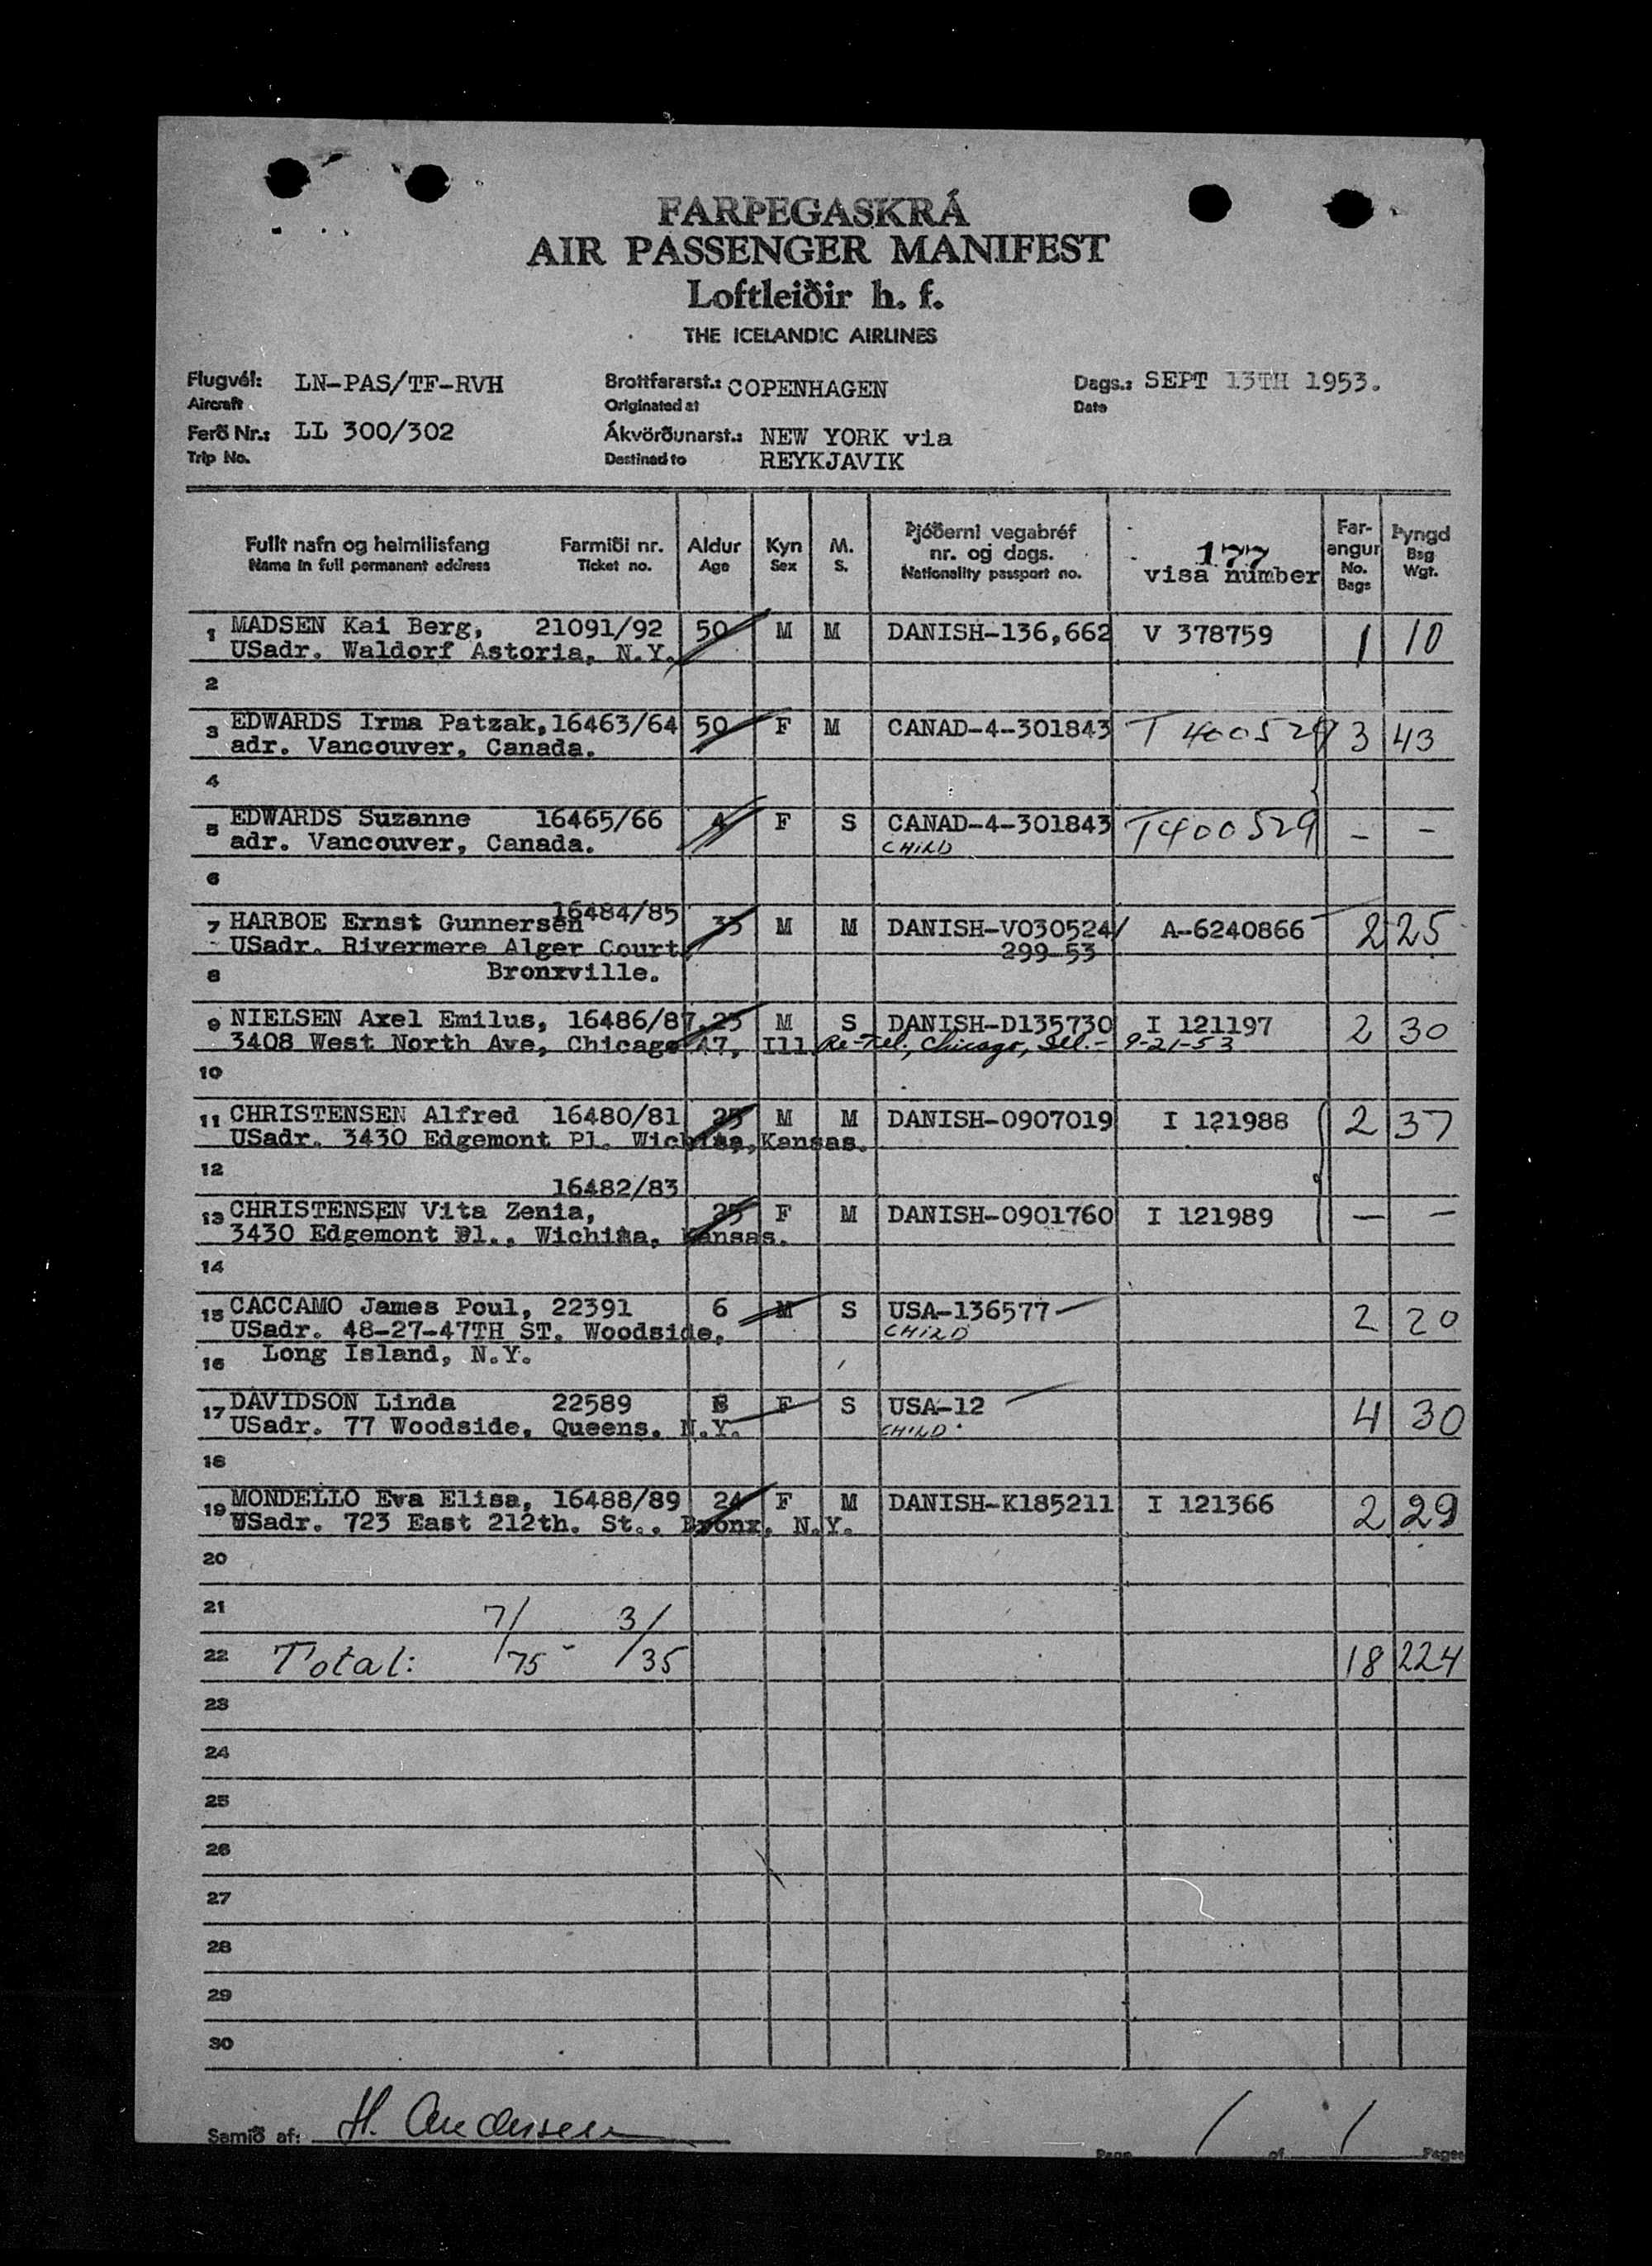 FARÞEGASKRÁ
AIR PASSENGER MANIFEST
Loftleiðir h. f.
THE ICELANDIC AIRLINES
Flugvél: LN-PAS/TF-RVH Brottfararst.: COPENHAGEN Dags.: SEPT 13TH 1953.
Aircraft Originated at Date
Ferð Nr.: LL 300/302 Ákvörðunarst.: NEW YORK via
Trip No. Destined to REYKJAVIK
Fullt nafn og heimilisfang Farmiði nr. Aldur Kyn M. Þjóðerni vegabréf nr. og dags. 177 Far-angur Þyngd
Name in full permanent address Ticket no. Age Sex S. Nationality passport no. visa number No. Bags Bag Wgt.
1 MADSEN Kai Berg, 21091/92 50 M M DANISH-136,662 V 378759 1 10
USadr. Waldorf Astoria, N.Y.
2
3 EDWARDS Irma Patzak, 16463/64 50 F M CANAD-4-301843 T 400529 3 43
adr. Vancouver, Canada.
4
5 EDWARDS Suzanne 16465/66 4 F S CANAD-4-301843 T400529 - -
adr. Vancouver, Canada. CHILD
6
16484/85
7 HARBOE Ernst Gunnersen 33 M M DANISH-V030524/ A-6240866 2 25
USadr. Rivermere Alger Court 299-53
8 Bronxville.
9 NIELSEN Axel Emilus, 16486/87. 23 M S DANISH-D135730 I 121197 2 30
3408 West North Ave, Chicago 47, Ill Re-Tel., Chicago, Ill.- 9-21-53
10
11 CHRISTENSEN Alfred 16480/81 25 M M DANISH-0907019 I 121988 2 37
USadr. 3430 Edgemont Pl. Wichita, Kansas.
12
16482/83
13 CHRISTENSEN Vita Zenia, 25 F M DANISH-0901760 I 121989 — —
3430 Edgemont Pl., Wichita, Kansas.
14
15 CACCAMO James Poul, 22391 6 M S USA-136577 2 20
USadr. 48-27-47TH ST. Woodside, CHILD
16 Long Island, N.Y.
17 DAVIDSON Linda 22589 F S USA-12 4 30
USadr. 77 Woodside, Queens, N.Y. CHILD
18
19 MONDELLO Eva Elisa, 16488/89 24 F M DANISH-K185211 I 121366 2 29
USadr. 723 East 212th. St., Bronx, N.Y.
20
21 7/ 3/
22 Total: /75 /35 18 224
23
24
25
26
27
28
29
30
Samið af: H. Andersen Page 1 of 1 Pages